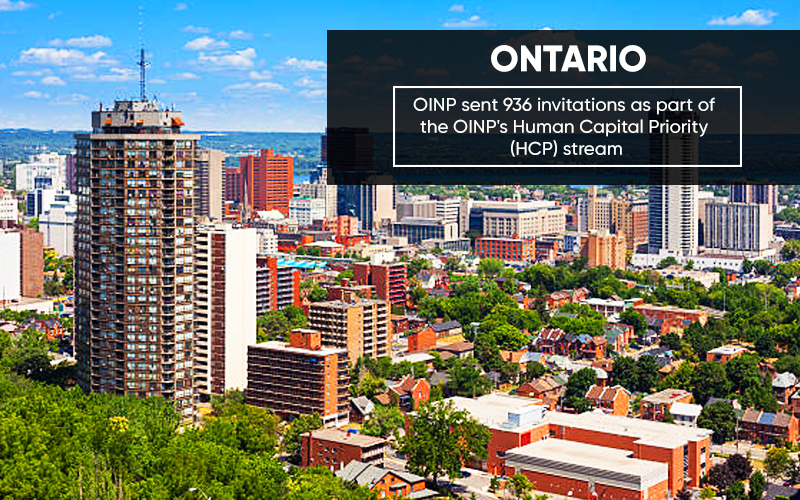 ONTARIO
OINP sent 936 invitations as part of
the OINP's Human Capital Priority
(HCP) stream